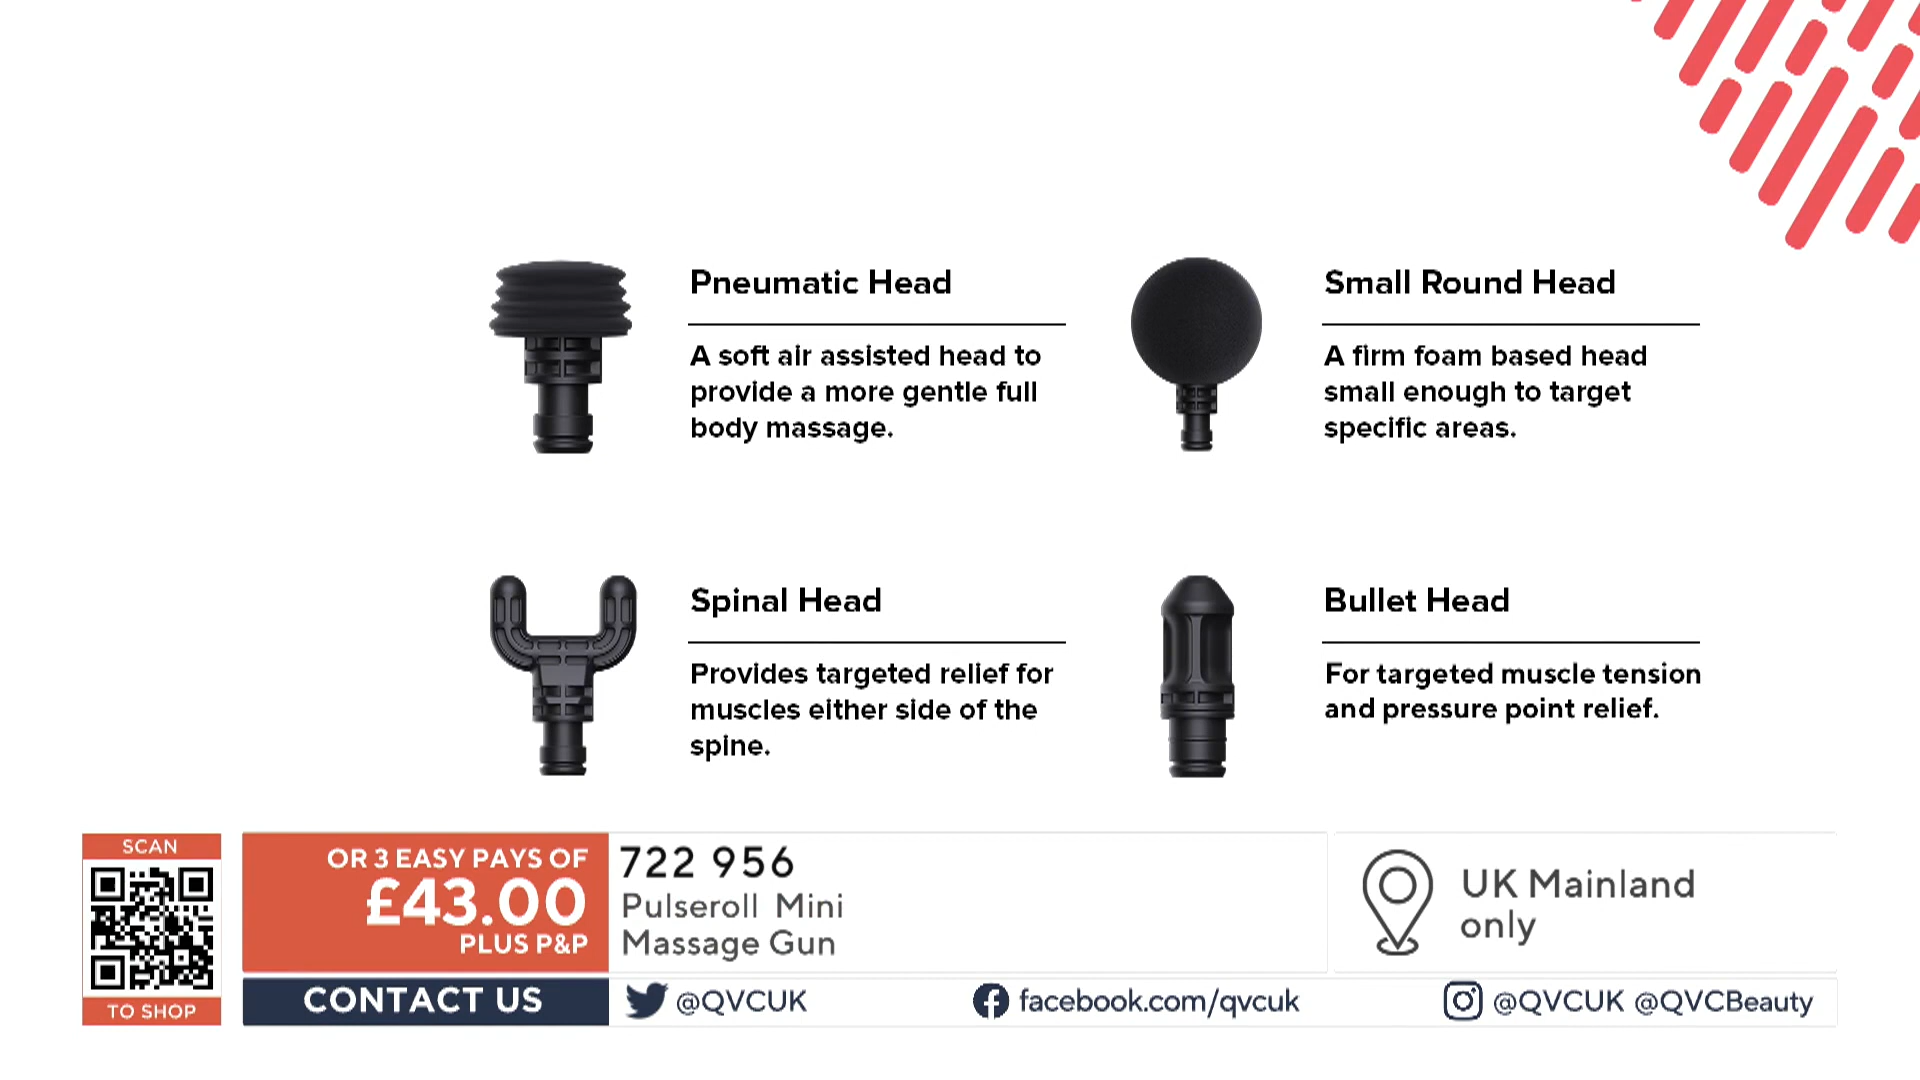 Pneumatic Head
A soft air assisted head to
provide a more gentle full
body massage.
Small Round Head
A firm foam based head
small enough to target
specific areas.
Spinal Head
Provides targeted relief for
muscles either side of the
spine.
Bullet Head
For targeted muscle tension
and pressure point relief.
SCAN
TO SHOP
OR 3 EASY PAYS OF
£43.00
PLUS P&P
722 956
Pulseroll Mini
Massage Gun
UK Mainland
only
CONTACT US
@QVCUK
facebook.com/qvcuk
@QVCUK @QVCBeauty